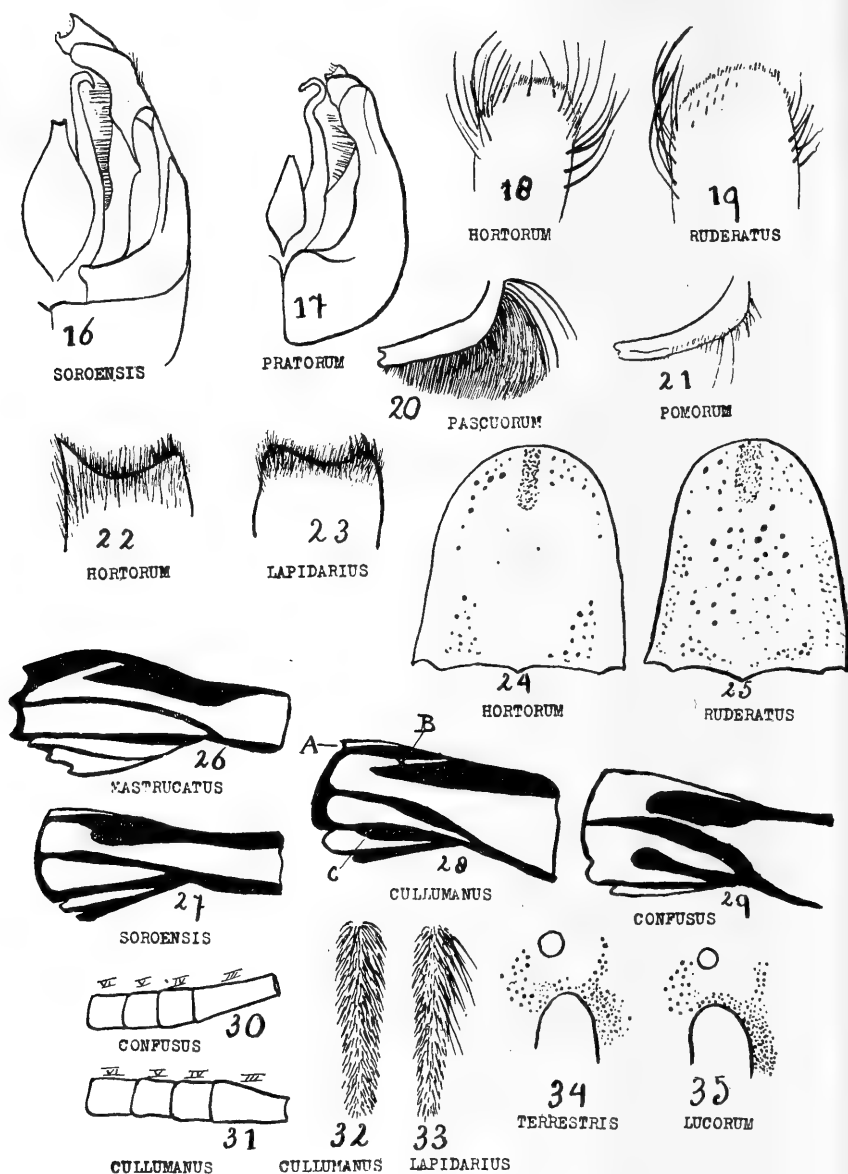 16
SOROENSIS
17
PRATORUM
18
HORTORUM
19
RUDERATUS
20
PASCUORUM
21
POMORUM
22
HORTORUM
23
LAPIDARIUS
24
HORTORUM
25
RUDERATUS
26
MASTRUCATUS
27
SOROENSIS
A
B
C
28
CULLUMANUS
29
CONFUSUS
VI V IV III
30
CONFUSUS
VI V IV III
31
CULLUMANUS
32
CULLUMANUS
33
LAPIDARIUS
34
TERRESTRIS
35
LUCORUM